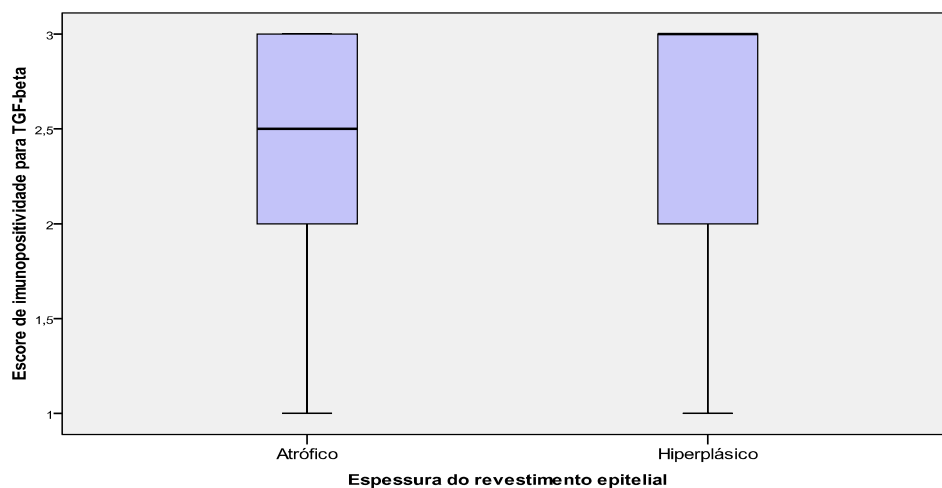 Escore de imunopositividade para TGF-beta
3
2,5
2
1,5
1
Atrófico
Hiperplásico
Espessura do revestimento epitelial